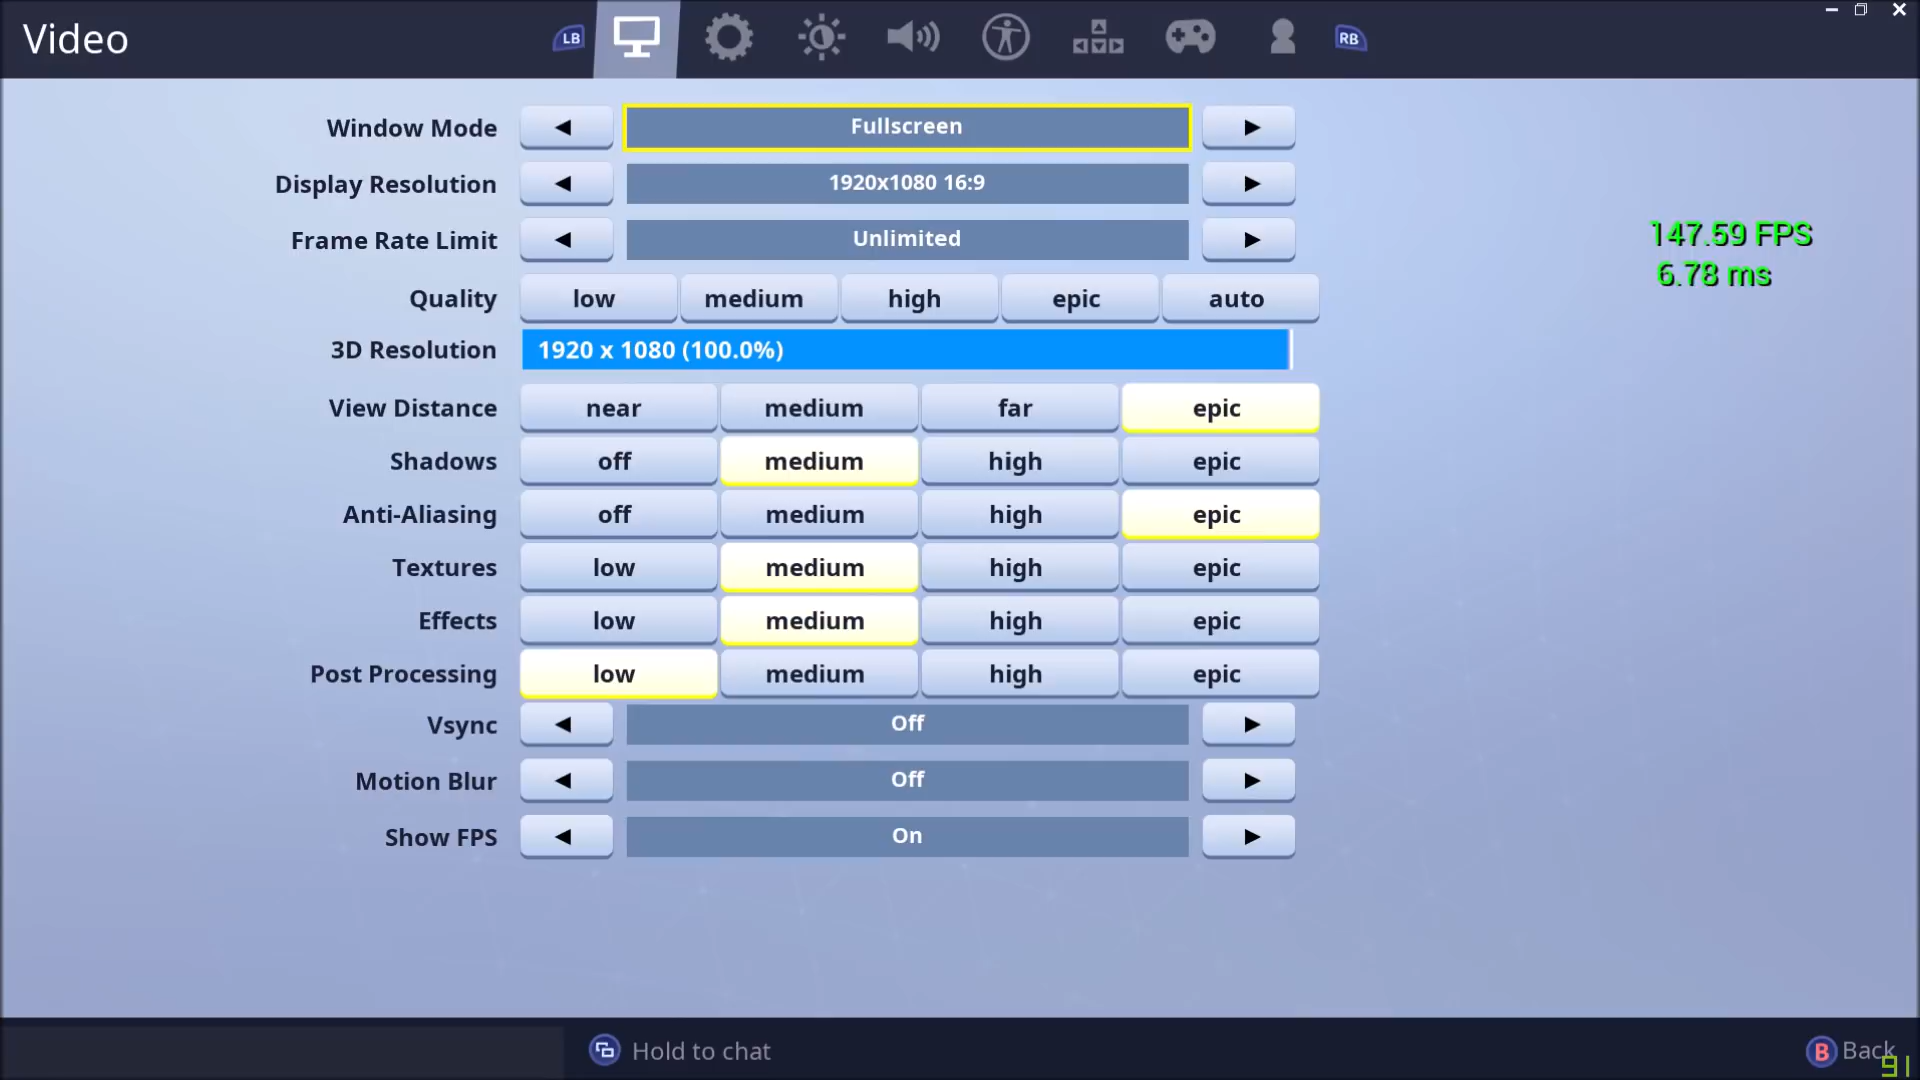 Video
LB
RB
Window Mode Fullscreen
Display Resolution 1920x1080 16:9
Frame Rate Limit Unlimited
147.59 FPS
6.78 ms
Quality low medium high epic auto
3D Resolution 1920 x 1080 (100.0%)
View Distance near medium far epic
Shadows off medium high epic
Anti-Aliasing off medium high epic
Textures low medium high epic
Effects low medium high epic
Post Processing low medium high epic
Vsync Off
Motion Blur Off
Show FPS On
Hold to chat
B Back
91